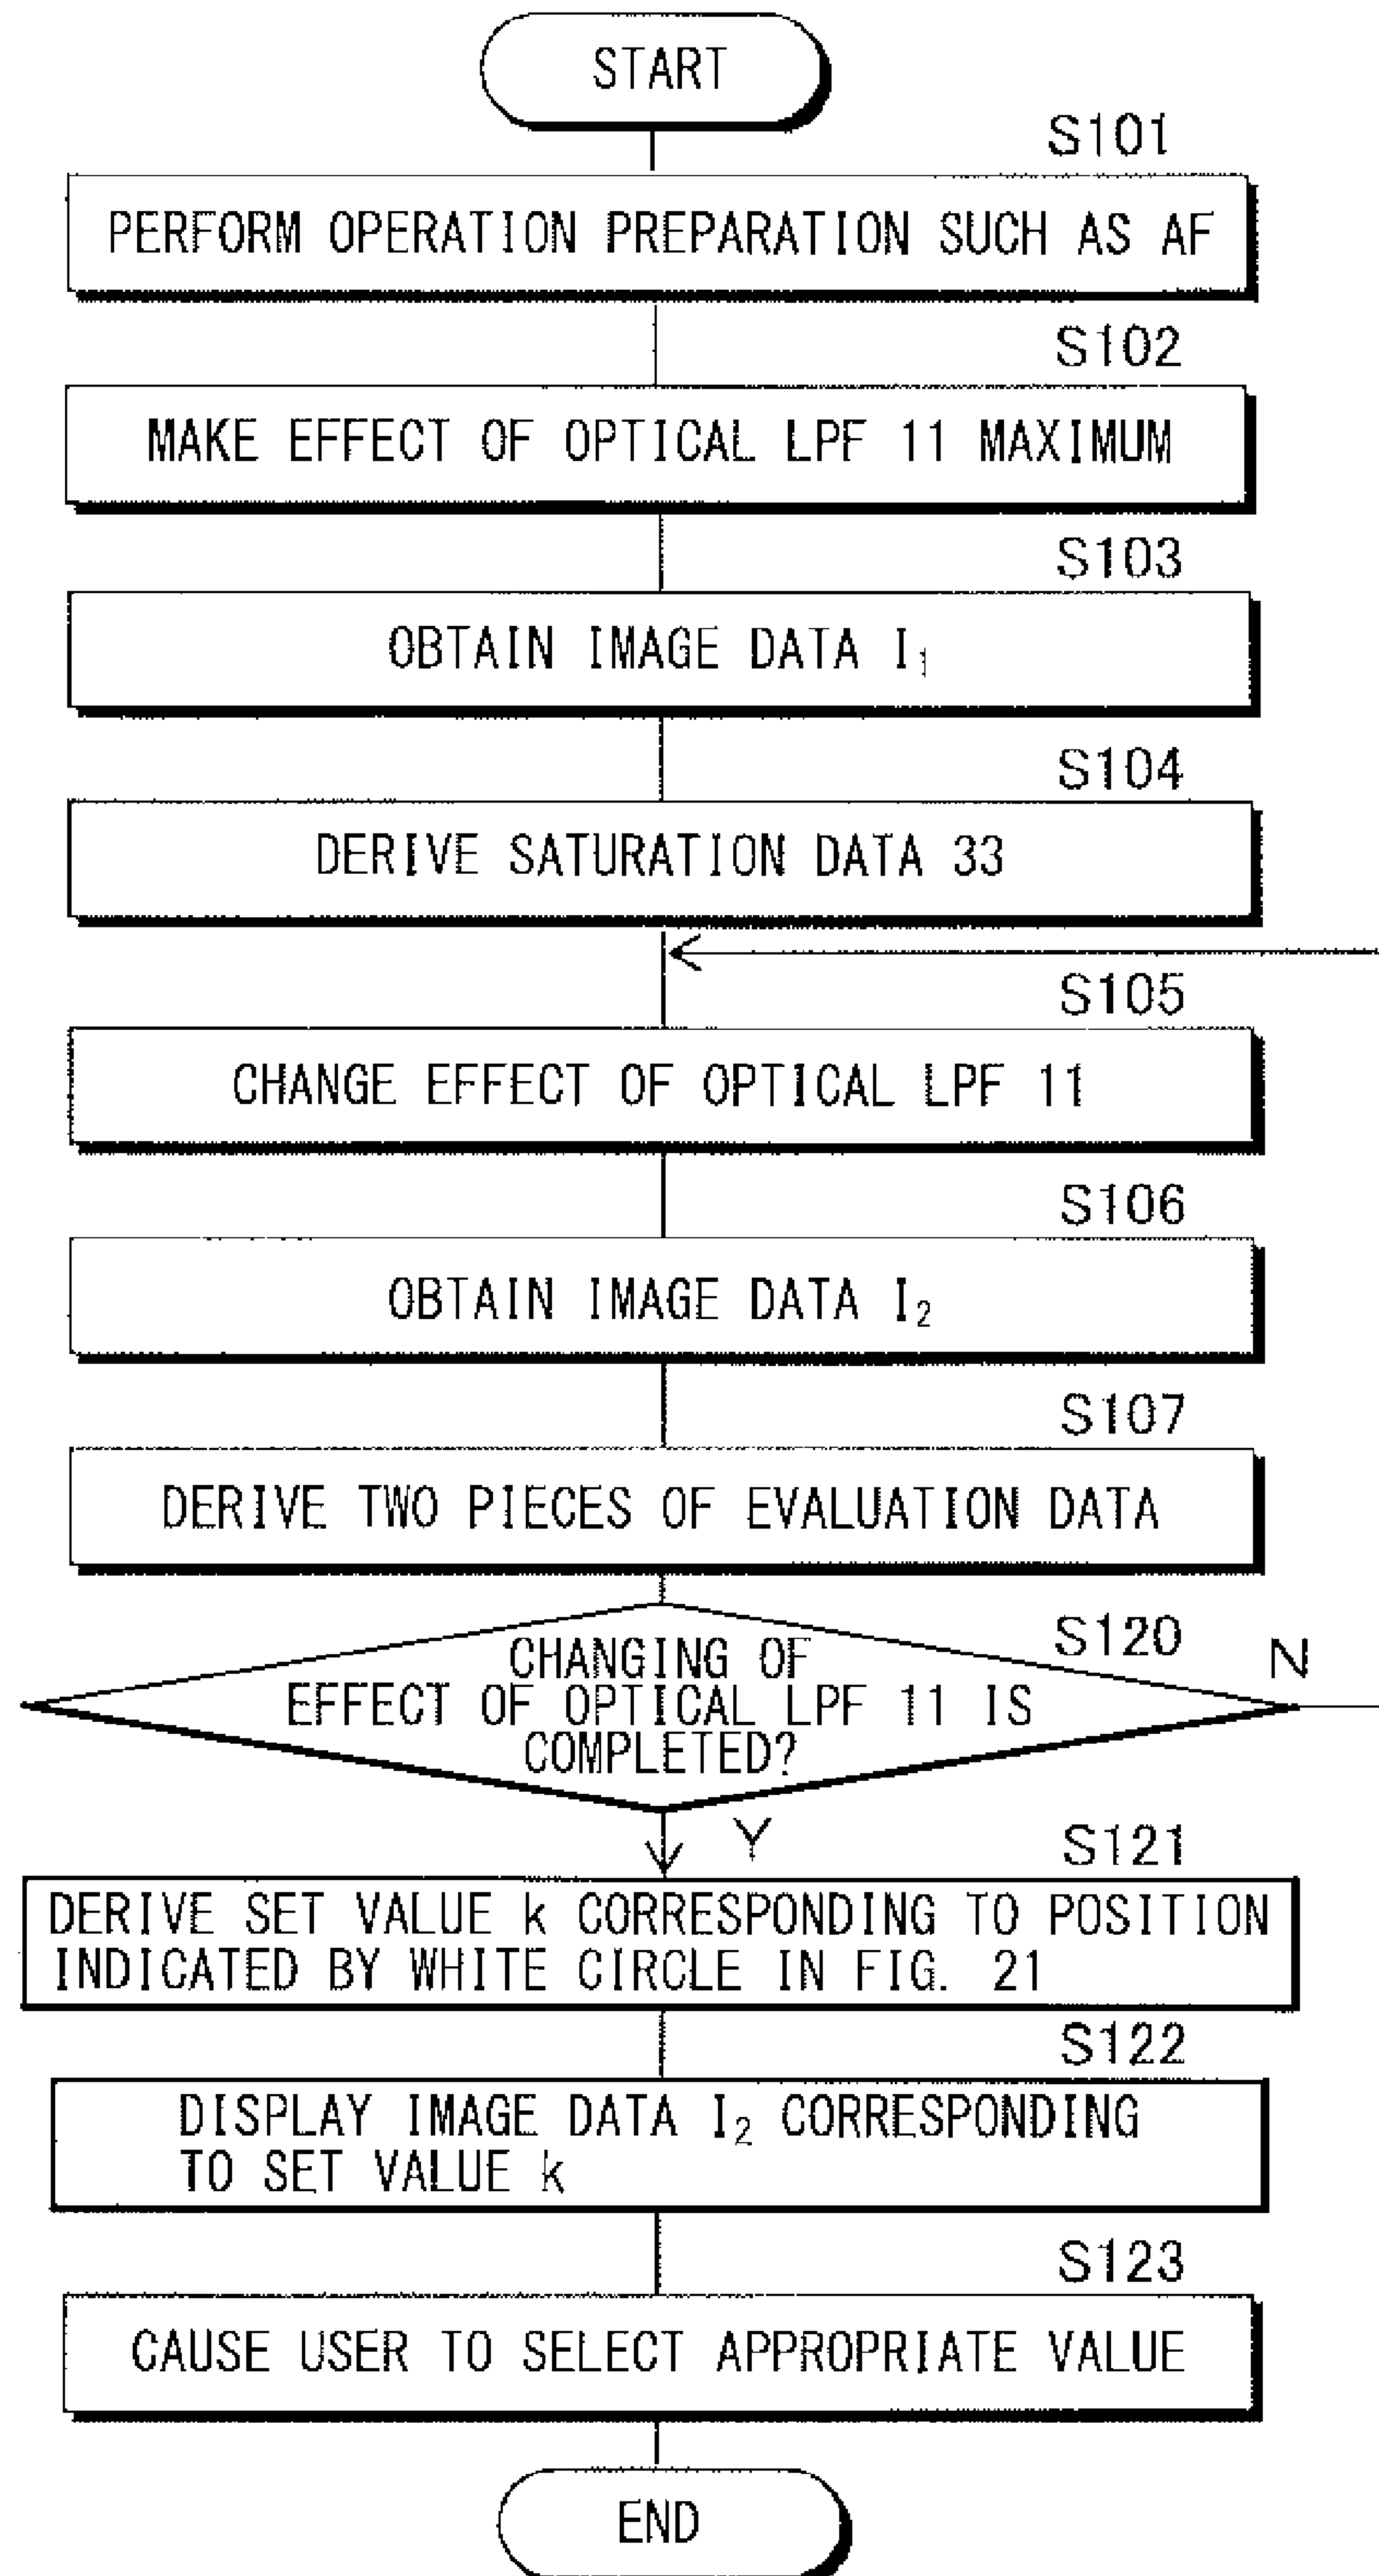 START
S101
PERFORM OPERATION PREPARATION SUCH AS AF
S102
MAKE EFFECT OF OPTICAL LPF 11 MAXIMUM
S103
OBTAIN IMAGE DATA I₁
S104
DERIVE SATURATION DATA 33
S105
CHANGE EFFECT OF OPTICAL LPF 11
S106
OBTAIN IMAGE DATA I₂
S107
DERIVE TWO PIECES OF EVALUATION DATA
S120
N
CHANGING OF
EFFECT OF OPTICAL LPF 11 IS
COMPLETED?
Y
S121
DERIVE SET VALUE k CORRESPONDING TO POSITION
INDICATED BY WHITE CIRCLE IN FIG. 21
S122
DISPLAY IMAGE DATA I₂ CORRESPONDING
TO SET VALUE k
S123
CAUSE USER TO SELECT APPROPRIATE VALUE
END